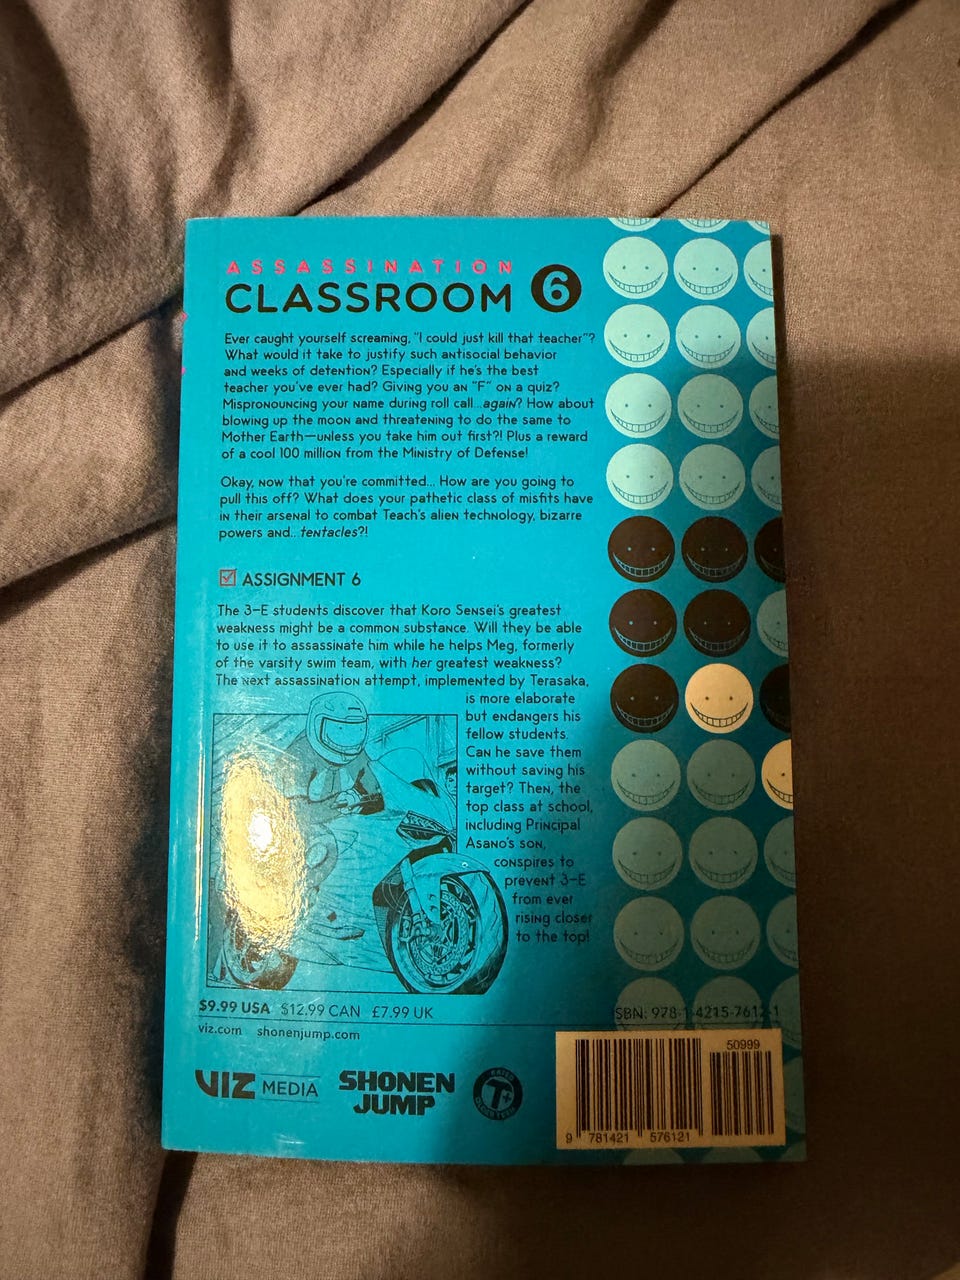 ASSASSINATION
CLASSROOM 6
Ever caught yourself screaming, "I could just kill that teacher"?
What would it take to justify such antisocial behavior
and weeks of detention? Especially if he's the best
teacher you've ever had? Giving you an "F" on a quiz?
Mispronouncing your name during roll call...again? How about
blowing up the moon and threatening to do the same to
Mother Earth—unless you take him out first?! Plus a reward
of a cool 100 million from the Ministry of Defense!
Okay, now that you're committed... How are you going to
pull this off? What does your pathetic class of misfits have
in their arsenal to combat Teach's alien technology, bizarre
powers and...tentacles?!
ASSIGNMENT 6
The 3–E students discover that Koro Sensei's greatest
weakness might be a common substance. Will they be able
to use it to assassinate him while he helps Meg, formerly
of the varsity swim team, with her greatest weakness?
The next assassination attempt, implemented by Terasaka,
is more elaborate
but endangers his
fellow students.
Can he save them
without saving his
target? Then, the
top class at school,
including Principal
Asano's son,
conspires to
prevent 3–E
from ever
rising closer
to the top!
$9.99 USA $12.99 CAN £7.99 UK
ISBN: 978-1-4215-7612-1
viz.com shonenjump.com
50999
VIZ MEDIA
SHONEN
JUMP
RATED
T+
OLDER TEEN
9 781421 576121